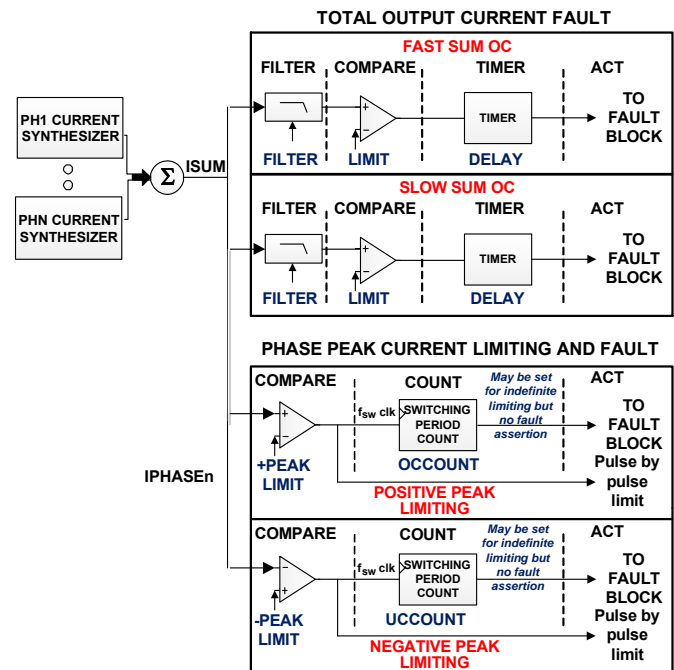 TOTAL OUTPUT CURRENT FAULT
FAST SUM OC
FILTER COMPARE TIMER ACT
PH1 CURRENT
SYNTHESIZER
PHN CURRENT
SYNTHESIZER
Σ
ISUM
+
−
TIMER
TO
FAULT
BLOCK
FILTER LIMIT DELAY
SLOW SUM OC
FILTER COMPARE TIMER ACT
+
−
TIMER
TO
FAULT
BLOCK
FILTER LIMIT DELAY
PHASE PEAK CURRENT LIMITING AND FAULT
IPHASEn
COMPARE COUNT
May be set
for indefinite
limiting but
no fault
assertion
ACT
+
−
fsw clk
SWITCHING
PERIOD
COUNT
TO
FAULT
BLOCK
+PEAK
LIMIT
OCCOUNT
Pulse by
pulse
limit
POSITIVE PEAK
LIMITING
COMPARE COUNT
May be set
for indefinite
limiting but
no fault
assertion
ACT
−
+
fsw clk
SWITCHING
PERIOD
COUNT
TO
FAULT
BLOCK
-PEAK
LIMIT
UCCOUNT
Pulse by
pulse
limit
NEGATIVE PEAK
LIMITING